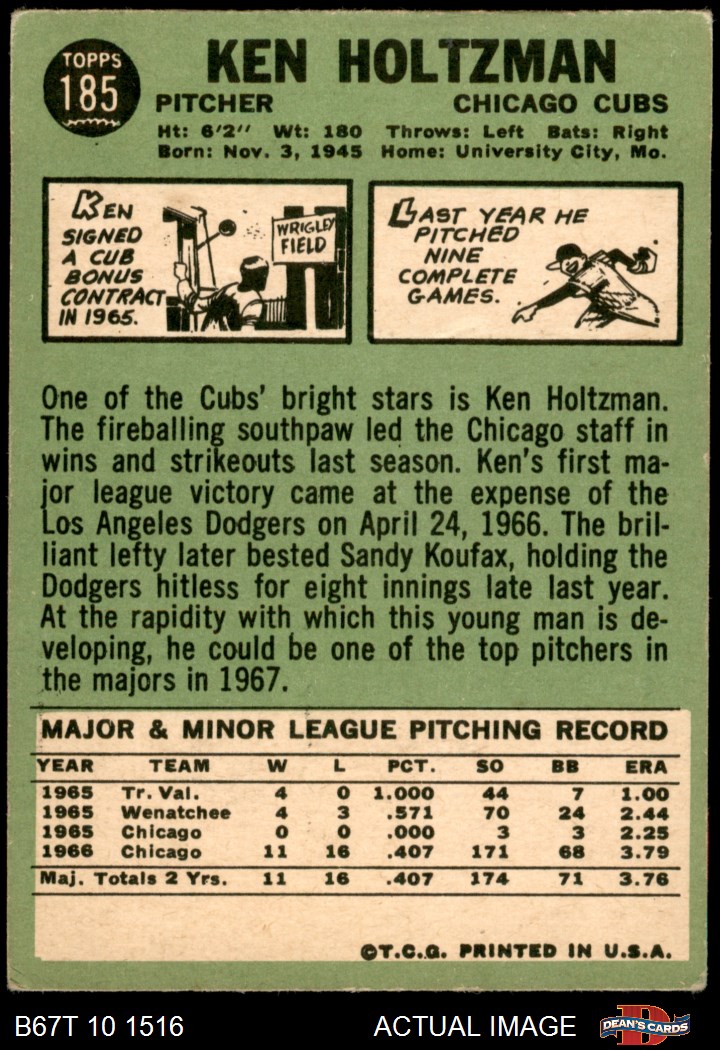 TOPPS
185
KEN HOLTZMAN
PITCHER CHICAGO CUBS
Ht: 6'2" Wt: 180 Throws: Left Bats: Right
Born: Nov. 3, 1945 Home: University City, Mo.
KEN
SIGNED
A CUB
BONUS
CONTRACT
IN 1965.
WRIGLEY
FIELD
LAST YEAR HE
PITCHED
NINE
COMPLETE
GAMES.
One of the Cubs' bright stars is Ken Holtzman.
The fireballing southpaw led the Chicago staff in
wins and strikeouts last season. Ken's first ma-
jor league victory came at the expense of the
Los Angeles Dodgers on April 24, 1966. The bril-
liant lefty later bested Sandy Koufax, holding the
Dodgers hitless for eight innings late last year.
At the rapidity with which this young man is de-
veloping, he could be one of the top pitchers in
the majors in 1967.
MAJOR & MINOR LEAGUE PITCHING RECORD
YEAR TEAM W L PCT. SO BB ERA
1965 Tr. Val. 4 0 1.000 44 7 1.00
1965 Wenatchee 4 3 .571 70 24 2.44
1965 Chicago 0 0 .000 3 3 2.25
1966 Chicago 11 16 .407 171 68 3.79
Maj. Totals 2 Yrs. 11 16 .407 174 71 3.76
©T.C.G. PRINTED IN U.S.A.
B67T 10 1516 ACTUAL IMAGE
D
DEAN'S CARDS